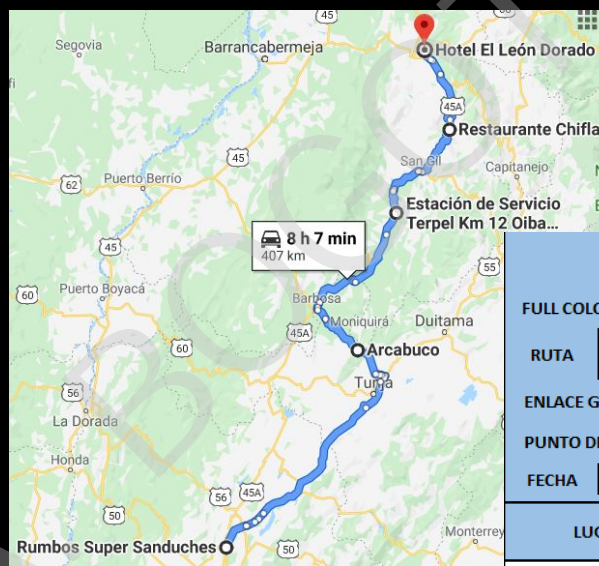 45
Segovia
Barrancabermeja
Hotel El León Dorado
45A
Restaurante Chifla
45
San Gil
Capitanejo
62
Puerto Berrío
Estación de Servicio
Terpel Km 12 Oiba...
8 h 7 min
407 km
45
55
60
Puerto Boyacá
Barbosa
FULL COLO
45A
Moniquirá
Duitama
60
Arcabuco
RUTA
Tunja
56
ENLACE G
La Dorada
PUNTO DE
Honda
56
45A
FECHA
50
Monterrey
LUG
Rumbos Super Sanduches
50
BOGOT